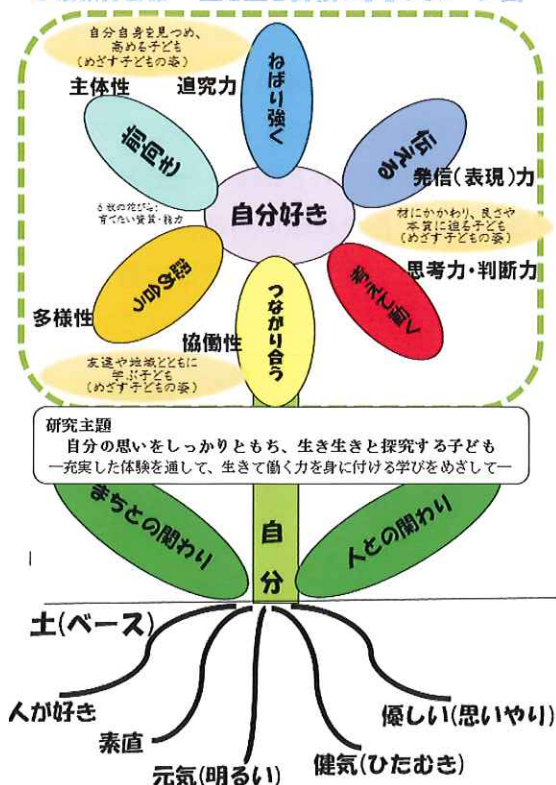 自分自身を見つめ、
高める子ども
(めざす子どもの姿)
主体性
追究力
ねばり強く
前向き
伝える
発信(表現)力
6枚の花びら:
育てたい資質・能力
自分好き
材にかかわり、良さや
本質に迫る子ども
(めざす子どもの姿)
思考力・判断力
認め合う
考えて動く
多様性
つながり合う
協働性
友達や地域とともに
学ぶ子ども
(めざす子どもの姿)
研究主題
自分の思いをしっかりともち、生き生きと探究する子ども
―充実した体験を通して、生きて働く力を身に付ける学びをめざして―
まちとの関わり
自分
人との関わり
土(ベース)
人が好き
素直
元気(明るい)
健気(ひたむき)
優しい(思いやり)